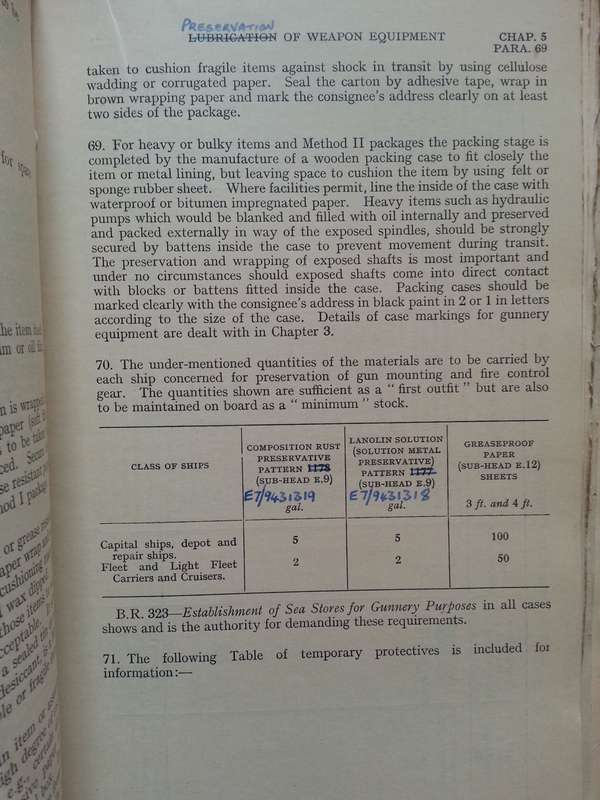 PRESERVATION
LUBRICATION OF WEAPON EQUIPMENT
CHAP. 5
PARA. 69
taken to cushion fragile items against shock in transit by using cellulose
wadding or corrugated paper. Seal the carton by adhesive tape, wrap in
brown wrapping paper and mark the consignee's address clearly on at least
two sides of the package.
69. For heavy or bulky items and Method II packages the packing stage is
completed by the manufacture of a wooden packing case to fit closely the
item or metal lining, but leaving space to cushion the item by using felt or
sponge rubber sheet. Where facilities permit, line the inside of the case with
waterproof or bitumen impregnated paper. Heavy items such as hydraulic
pumps which would be blanked and filled with oil internally and preserved
and packed externally in way of the exposed spindles, should be strongly
secured by battens inside the case to prevent movement during transit.
The preservation and wrapping of exposed shafts is most important and
under no circumstances should exposed shafts come into direct contact
with blocks or battens fitted inside the case. Packing cases should be
marked clearly with the consignee's address in black paint in 2 or 1 in letters
according to the size of the case. Details of case markings for gunnery
equipment are dealt with in Chapter 3.
70. The under-mentioned quantities of the materials are to be carried by
each ship concerned for preservation of gun mounting and fire control
gear. The quantities shown are sufficient as a " first outfit " but are also
to be maintained on board as a " minimum " stock.
CLASS OF SHIPS
COMPOSITION RUST
PRESERVATIVE
PATTERN 1178
(SUB-HEAD E.9)
E7/9431319
gal.
LANOLIN SOLUTION
(SOLUTION METAL
PRESERVATIVE)
PATTERN 1177
(SUB-HEAD E.9)
E7/9431318
gal.
GREASEPROOF
PAPER
(SUB-HEAD E.12)
SHEETS
3 ft. and 4 ft.
Capital ships, depot and
repair ships. 5 5 100
Fleet and Light Fleet
Carriers and Cruisers. 2 2 50
B.R. 323—Establishment of Sea Stores for Gunnery Purposes in all cases
shows and is the authority for demanding these requirements.
71. The following Table of temporary protectives is included for
information:—